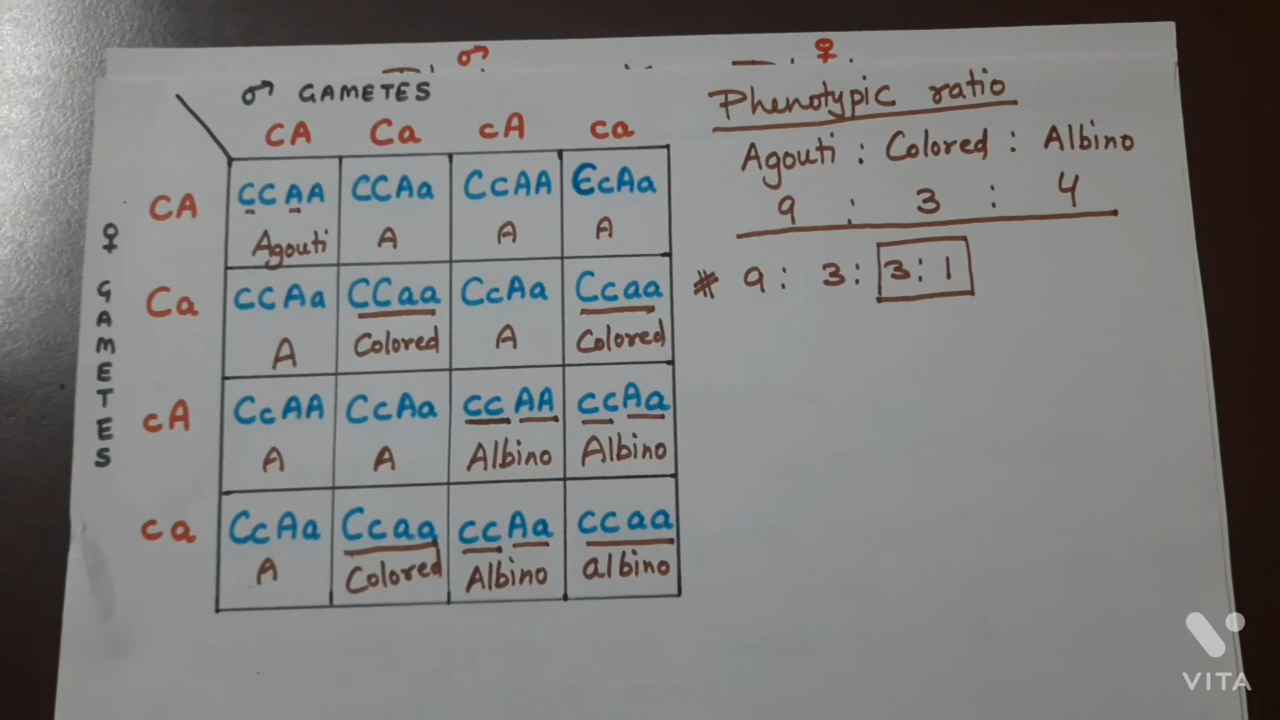 ♂ ♀
♂ GAMETES
CA Ca cA ca
♀ GAMETES
CA CCAA CCAa CcAA CcAa
Agouti A A A
Ca CCAa CCaa CcAa Ccaa
A Colored A Colored
cA CcAA CcAa ccAA ccAa
A A Albino Albino
ca CcAa Ccaa ccAa ccaa
A Colored Albino albino
Phenotypic ratio
Agouti : Colored : Albino
9 : 3 : 4
# 9 : 3 : 3 : 1
VITA